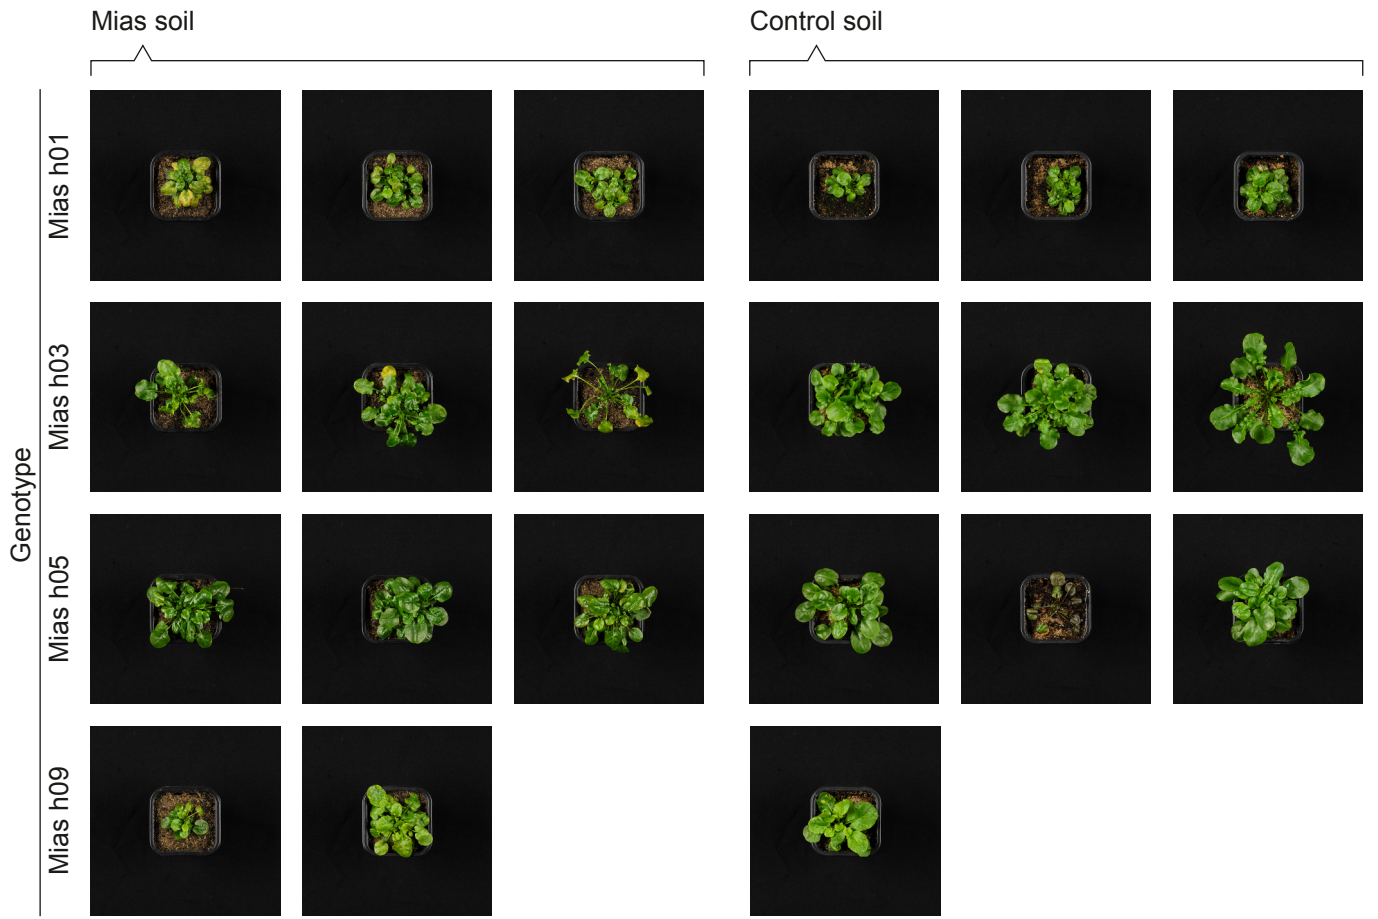 Mias soil
Control soil
Genotype
Mias h01
Mias h03
Mias h05
Mias h09